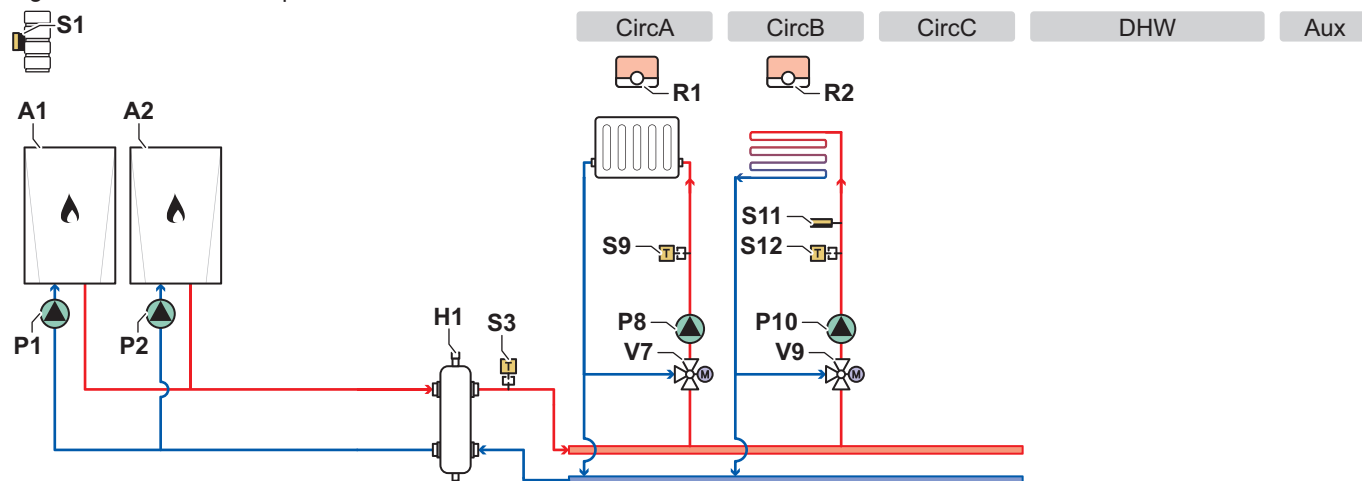 S1
CircA CircB CircC DHW Aux
R1 R2
A1 A2
S11
S9 T S12 T
P1 P2 H1 S3 P8 P10
T V7 V9
M M